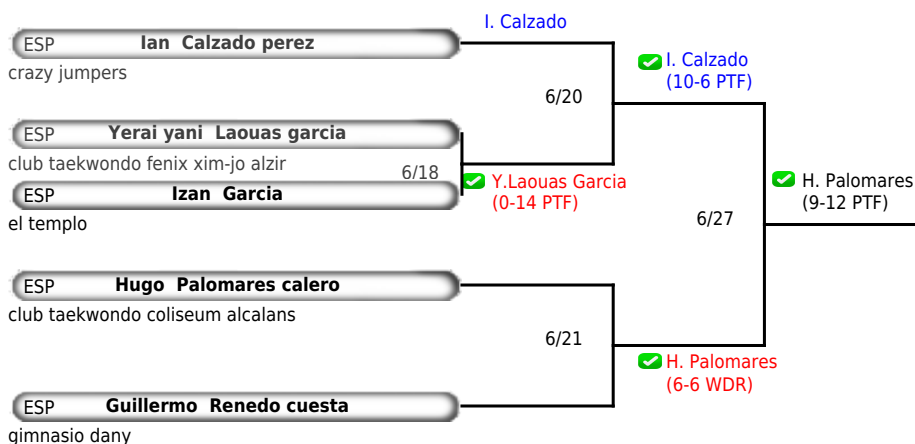 I. Calzado
ESP Ian Calzado perez
crazy jumpers
I. Calzado
(10-6 PTF)
6/20
ESP Yerai yani Laouas garcia
club taekwondo fenix xim-jo alzir
6/18
Y.Laouas Garcia
(0-14 PTF)
H. Palomares
(9-12 PTF)
ESP Izan Garcia
el templo
6/27
ESP Hugo Palomares calero
club taekwondo coliseum alcalans
6/21
H. Palomares
(6-6 WDR)
ESP Guillermo Renedo cuesta
gimnasio dany